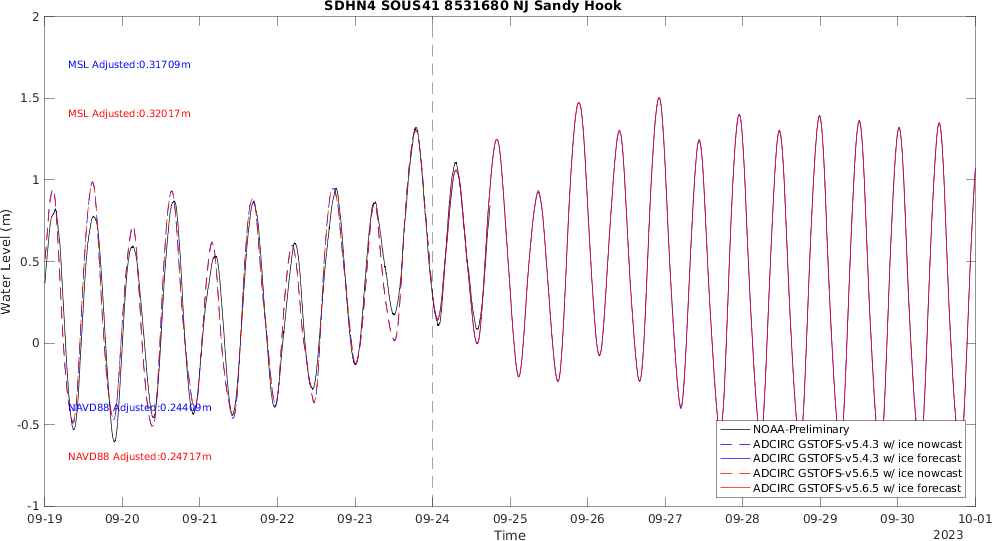 SDHN4 SOUS41 8531680 NJ Sandy Hook
2
1.5
1
0.5
0
-0.5
-1
Water Level (m)
MSL Adjusted:0.31709m
MSL Adjusted:0.32017m
NAVD88 Adjusted:0.24409m
NAVD88 Adjusted:0.24717m
NOAA-Preliminary
ADCIRC GSTOFS-v5.4.3 w/ ice nowcast
ADCIRC GSTOFS-v5.4.3 w/ ice forecast
ADCIRC GSTOFS-v5.6.5 w/ ice nowcast
ADCIRC GSTOFS-v5.6.5 w/ ice forecast
09-19 09-20 09-21 09-22 09-23 09-24 09-25 09-26 09-27 09-28 09-29 09-30 10-01
Time
2023